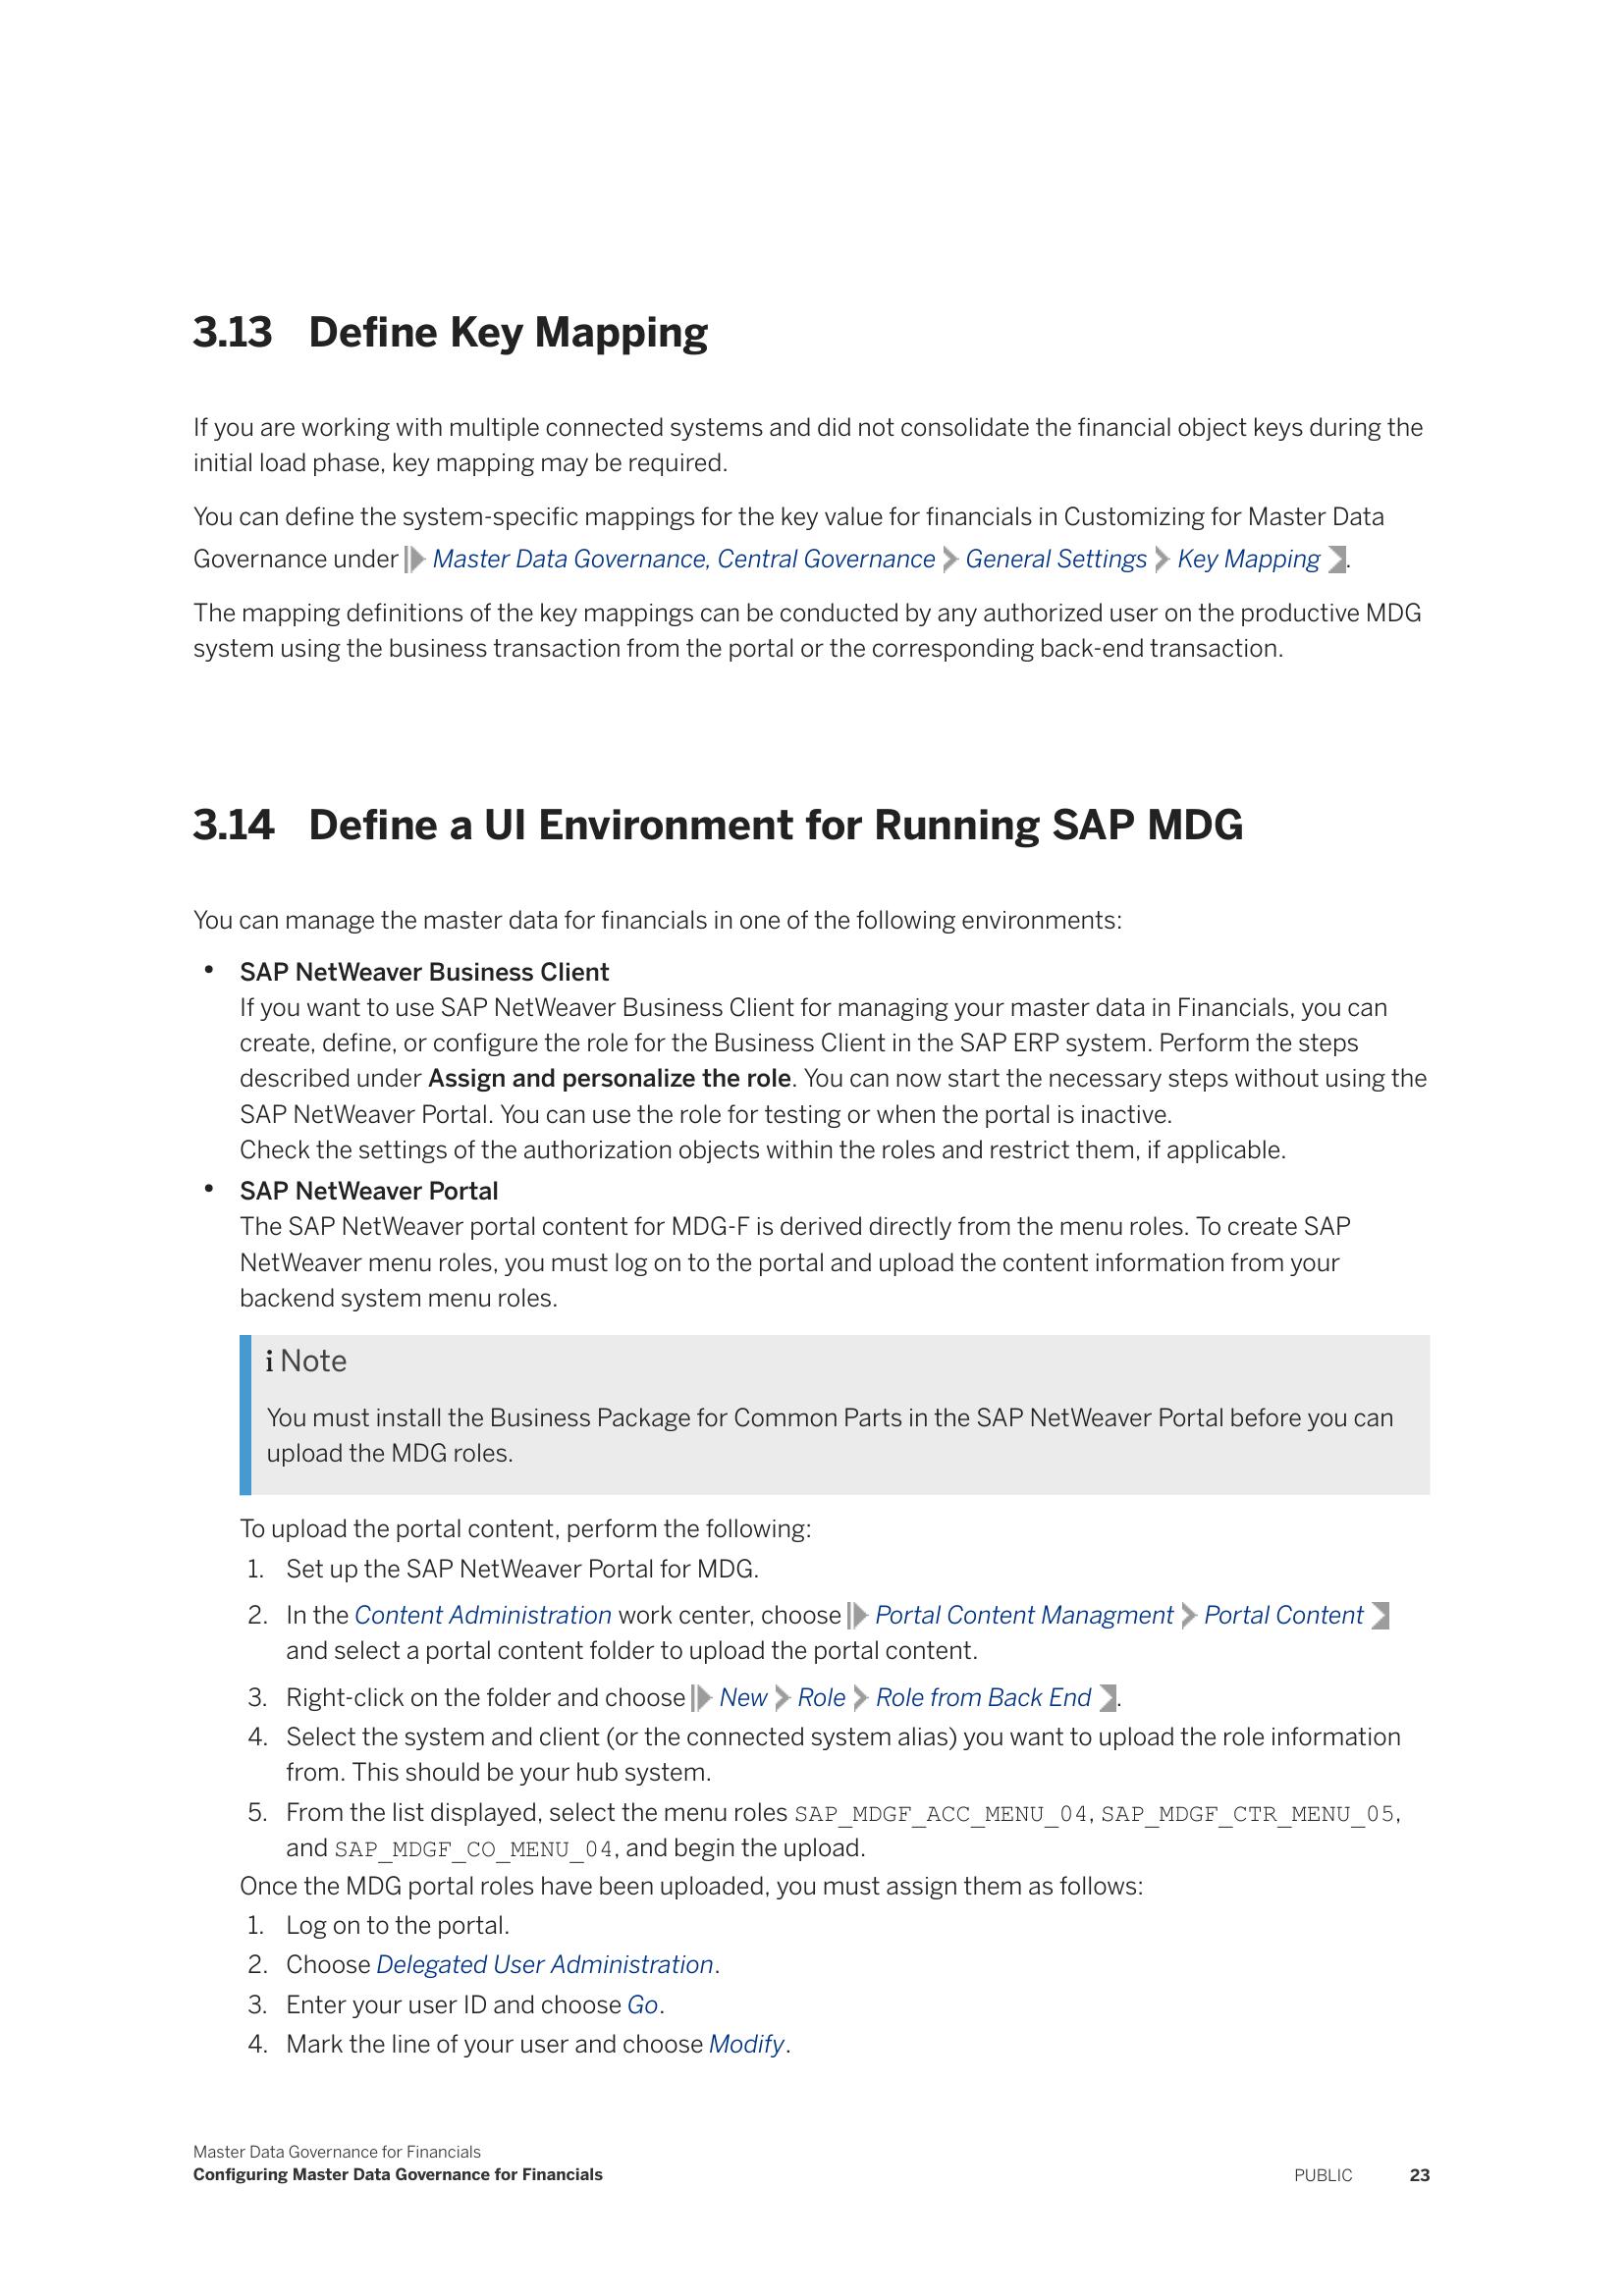 3.13 Define Key Mapping
If you are working with multiple connected systems and did not consolidate the financial object keys during the
initial load phase, key mapping may be required.
You can define the system-specific mappings for the key value for financials in Customizing for Master Data
Governance under Master Data Governance, Central Governance General Settings Key Mapping .
The mapping definitions of the key mappings can be conducted by any authorized user on the productive MDG
system using the business transaction from the portal or the corresponding back-end transaction.
3.14 Define a UI Environment for Running SAP MDG
You can manage the master data for financials in one of the following environments:
• SAP NetWeaver Business Client
If you want to use SAP NetWeaver Business Client for managing your master data in Financials, you can
create, define, or configure the role for the Business Client in the SAP ERP system. Perform the steps
described under Assign and personalize the role. You can now start the necessary steps without using the
SAP NetWeaver Portal. You can use the role for testing or when the portal is inactive.
Check the settings of the authorization objects within the roles and restrict them, if applicable.
• SAP NetWeaver Portal
The SAP NetWeaver portal content for MDG-F is derived directly from the menu roles. To create SAP
NetWeaver menu roles, you must log on to the portal and upload the content information from your
backend system menu roles.
i Note
You must install the Business Package for Common Parts in the SAP NetWeaver Portal before you can
upload the MDG roles.
To upload the portal content, perform the following:
1. Set up the SAP NetWeaver Portal for MDG.
2. In the Content Administration work center, choose Portal Content Managment Portal Content
and select a portal content folder to upload the portal content.
3. Right-click on the folder and choose New Role Role from Back End .
4. Select the system and client (or the connected system alias) you want to upload the role information
from. This should be your hub system.
5. From the list displayed, select the menu roles SAP_MDGF_ACC_MENU_04, SAP_MDGF_CTR_MENU_05,
and SAP_MDGF_CO_MENU_04, and begin the upload.
Once the MDG portal roles have been uploaded, you must assign them as follows:
1. Log on to the portal.
2. Choose Delegated User Administration.
3. Enter your user ID and choose Go.
4. Mark the line of your user and choose Modify.
Master Data Governance for Financials
Configuring Master Data Governance for Financials
PUBLIC 23